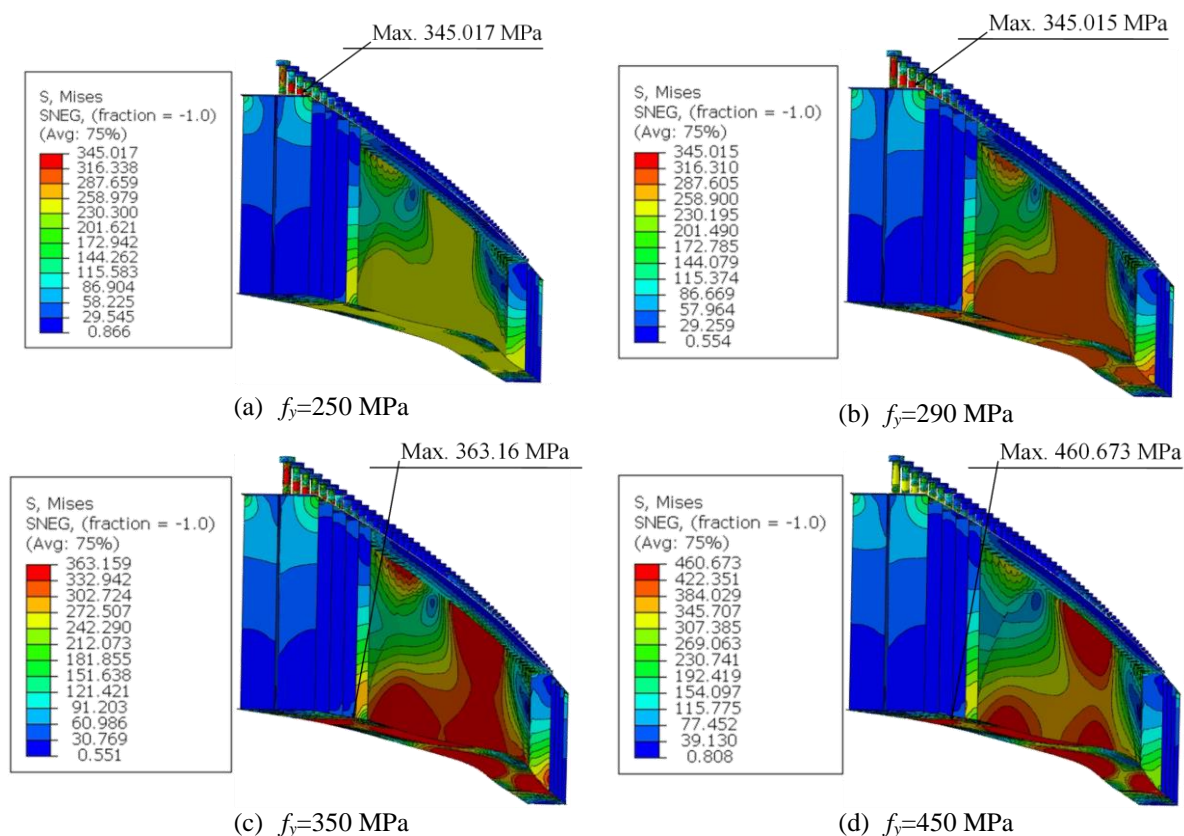 Max. 345.017 MPa
S, Mises
SNEG, (fraction = -1.0)
(Avg: 75%)
345.017
316.338
287.659
258.979
230.300
201.621
172.942
144.262
115.583
86.904
58.225
29.545
0.866
(a) fy=250 MPa
Max. 345.015 MPa
S, Mises
SNEG, (fraction = -1.0)
(Avg: 75%)
345.015
316.310
287.605
258.900
230.195
201.490
172.785
144.079
115.374
86.669
57.964
29.259
0.554
(b) fy=290 MPa
Max. 363.16 MPa
S, Mises
SNEG, (fraction = -1.0)
(Avg: 75%)
363.159
332.942
302.724
272.507
242.290
212.073
181.855
151.638
121.421
91.203
60.986
30.769
0.551
(c) fy=350 MPa
Max. 460.673 MPa
S, Mises
SNEG, (fraction = -1.0)
(Avg: 75%)
460.673
422.351
384.029
345.707
307.385
269.063
230.741
192.419
154.097
115.775
77.452
39.130
0.808
(d) fy=450 MPa